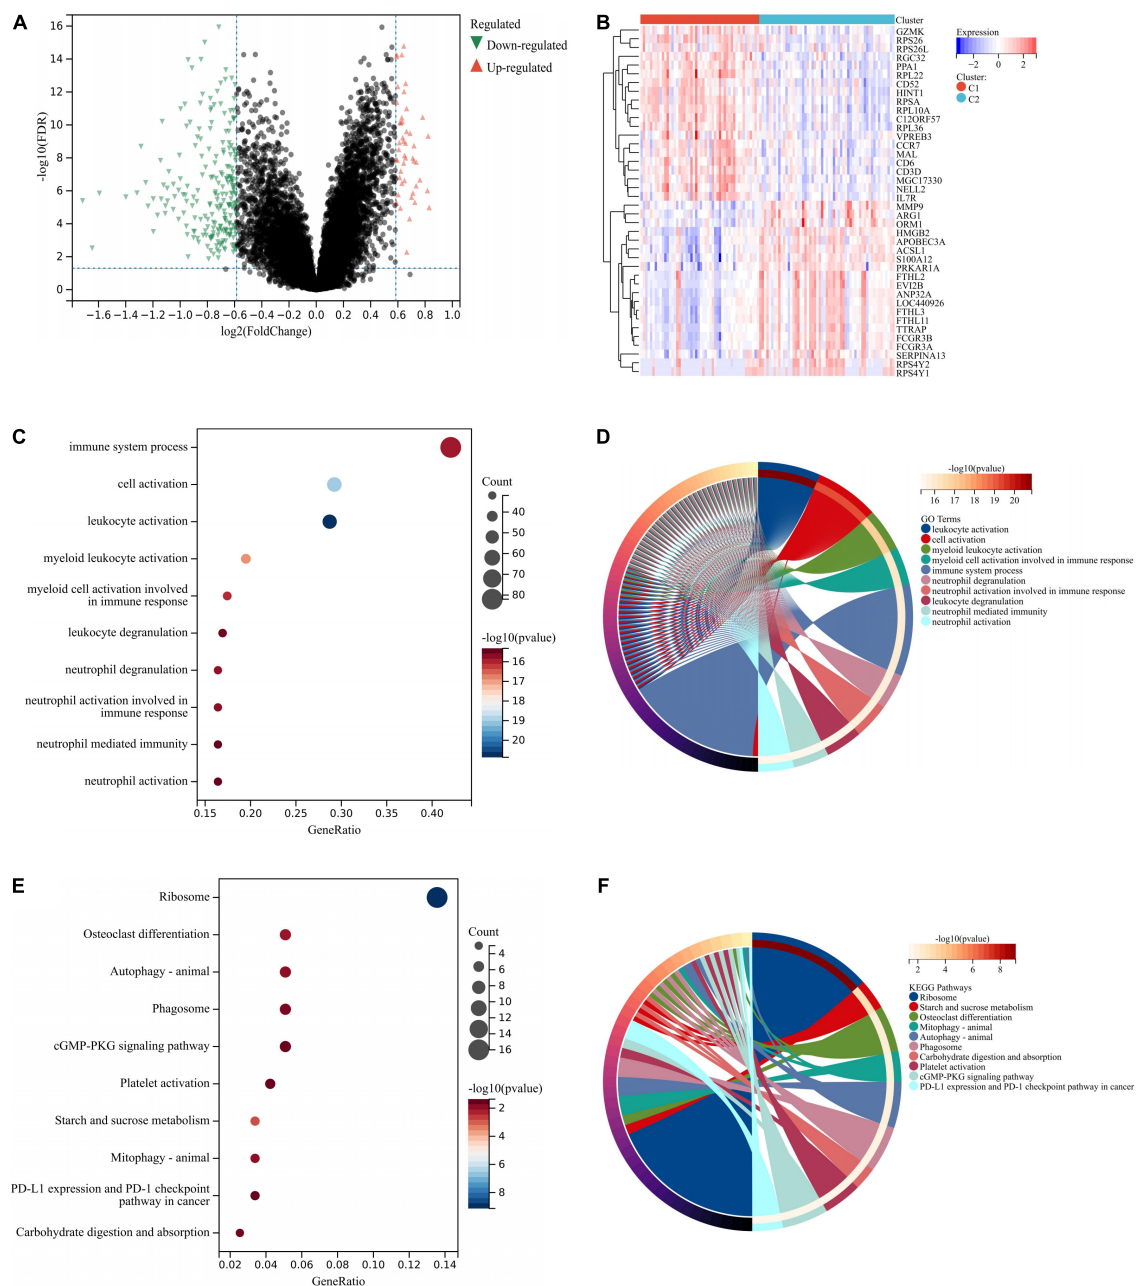 A
Regulated
Down-regulated
Up-regulated
16
14
12
10
8
6
4
2
0
-log10(FDR)
−1.6 −1.4 −1.2 −1.0 −0.8 −0.6 −0.4 −0.2 0.0 0.2 0.4 0.6 0.8 1.0
log2(FoldChange)
B
Cluster
GZMK
RPS26
RPS26L
RGC32
PPA1
RPL22
CD52
HINT1
RPSA
RPL10A
C12ORF57
RPL36
VPREB3
CCR7
MAL
CD6
CD3D
MGC17330
NELL2
IL7R
MMP9
ARG1
ORM1
HMGB2
APOBEC3A
ACSL1
S100A12
PRKAR1A
FTHL2
EVI2B
ANP32A
LOC440926
FTHL3
FTHL11
TTRAP
FCGR3B
FCGR3A
SERPINA13
RPS4Y2
RPS4Y1
Expression
−2 0 2
Cluster:
C1
C2
C
immune system process
cell activation
leukocyte activation
myeloid leukocyte activation
myeloid cell activation involved
in immune response
leukocyte degranulation
neutrophil degranulation
neutrophil activation involved in
immune response
neutrophil mediated immunity
neutrophil activation
0.15 0.20 0.25 0.30 0.35 0.40
GeneRatio
Count
40
50
60
70
80
-log10(pvalue)
16
17
18
19
20
D
-log10(pvalue)
16 17 18 19 20
GO Terms
leukocyte activation
cell activation
myeloid leukocyte activation
myeloid cell activation involved in immune response
immune system process
neutrophil degranulation
neutrophil activation involved in immune response
leukocyte degranulation
neutrophil mediated immunity
neutrophil activation
E
Ribosome
Osteoclast differentiation
Autophagy - animal
Phagosome
cGMP-PKG signaling pathway
Platelet activation
Starch and sucrose metabolism
Mitophagy - animal
PD-L1 expression and PD-1 checkpoint
pathway in cancer
Carbohydrate digestion and absorption
0.02 0.04 0.06 0.08 0.10 0.12 0.14
GeneRatio
Count
4
6
8
10
12
14
16
-log10(pvalue)
2
4
6
8
F
-log10(pvalue)
2 4 6 8
KEGG Pathways
Ribosome
Starch and sucrose metabolism
Osteoclast differentiation
Mitophagy - animal
Autophagy - animal
Phagosome
Carbohydrate digestion and absorption
Platelet activation
cGMP-PKG signaling pathway
PD-L1 expression and PD-1 checkpoint pathway in cancer